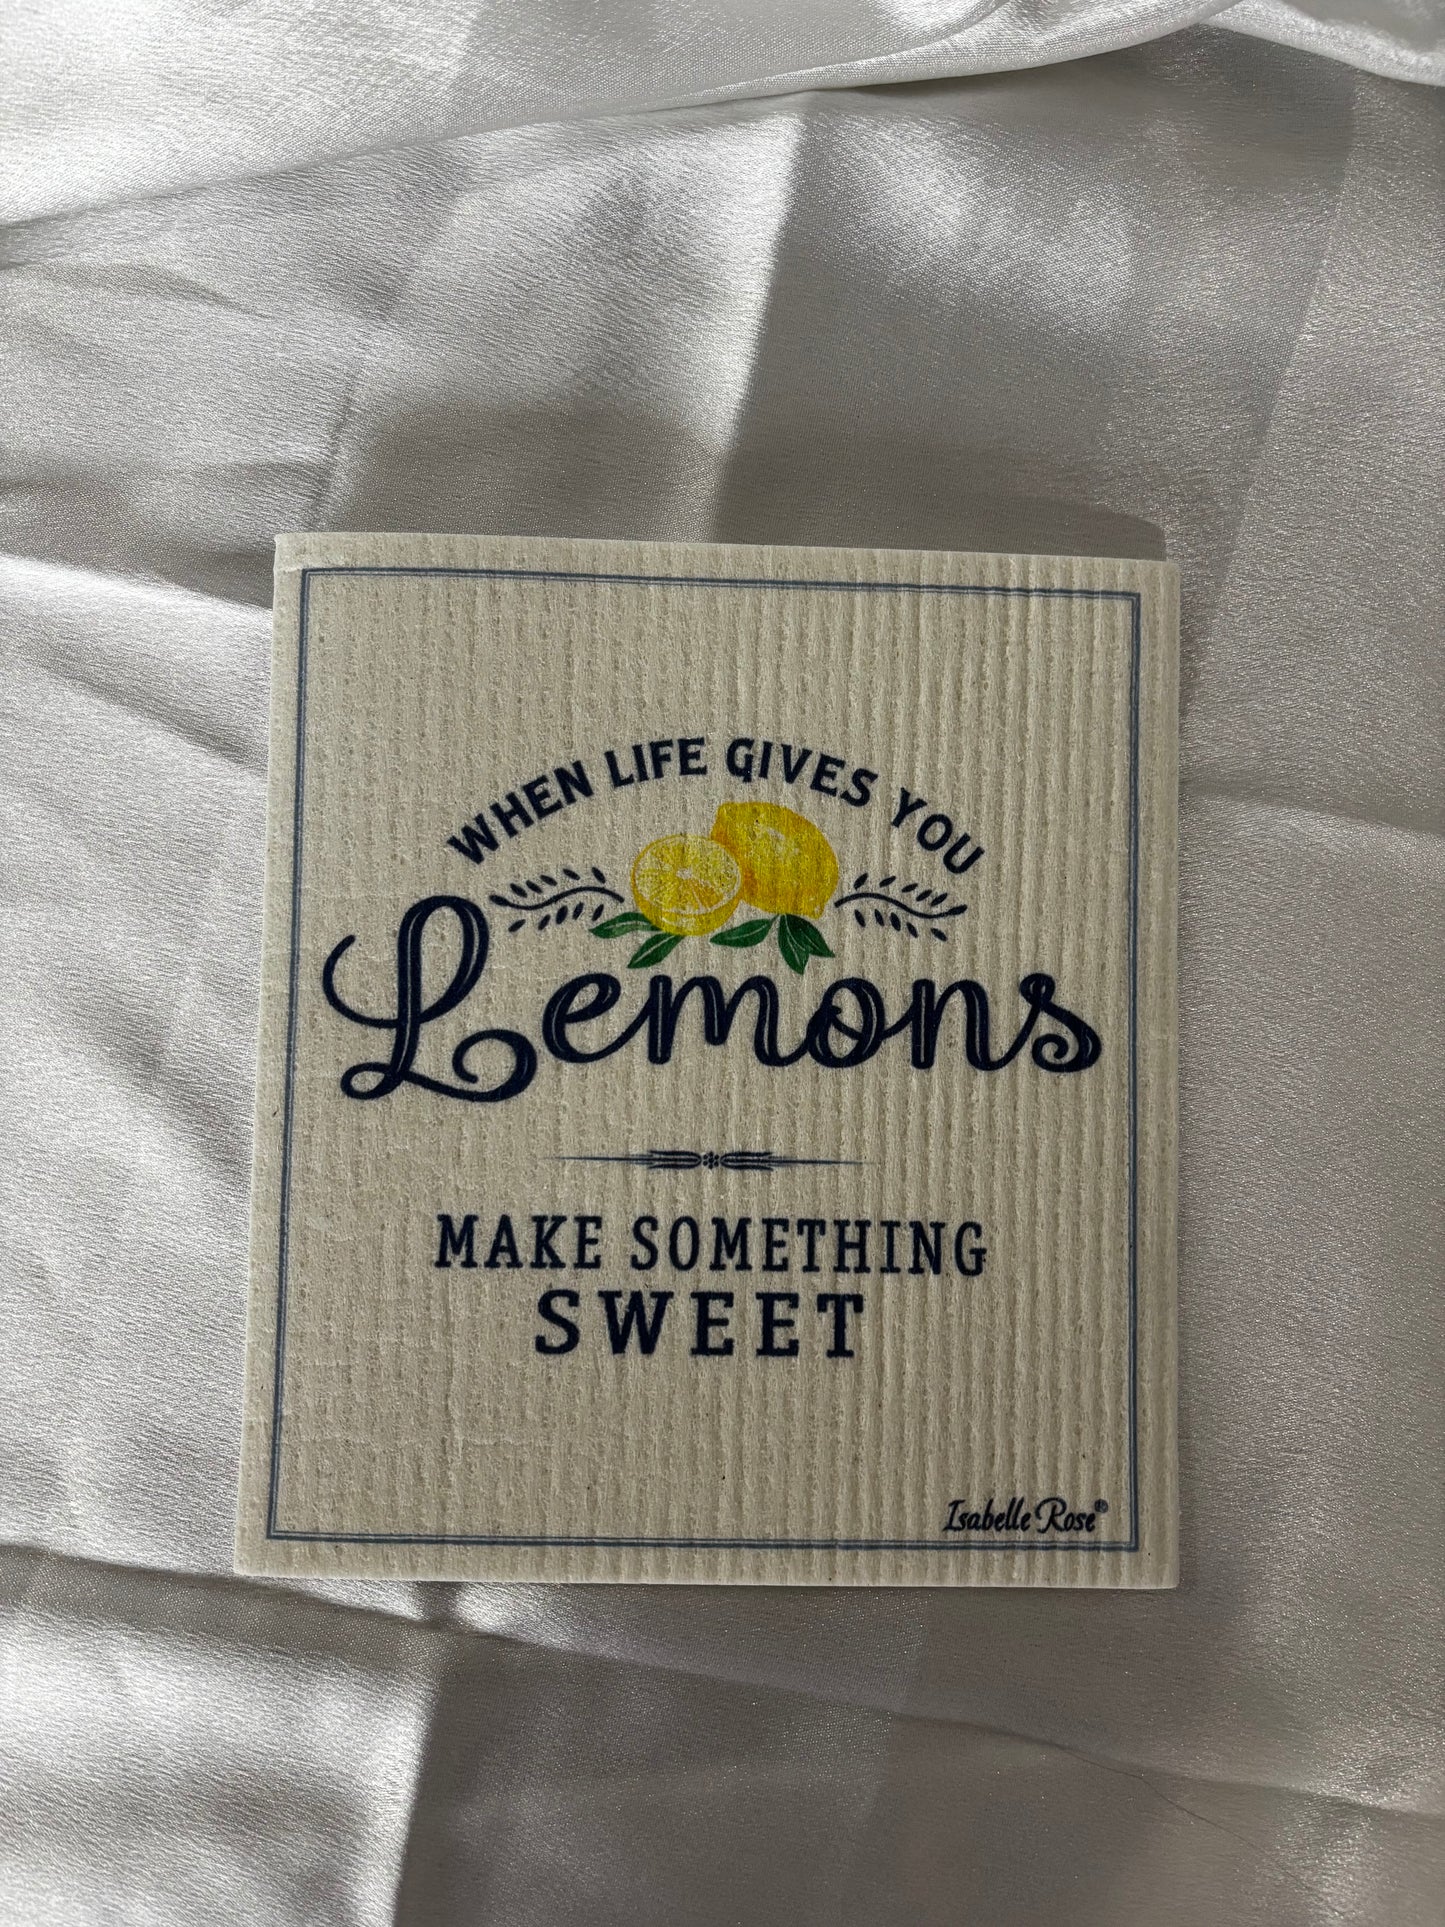 WHEN LIFE GIVES YOU
Lemons
MAKE SOMETHING
SWEET
Isabelle Rose®